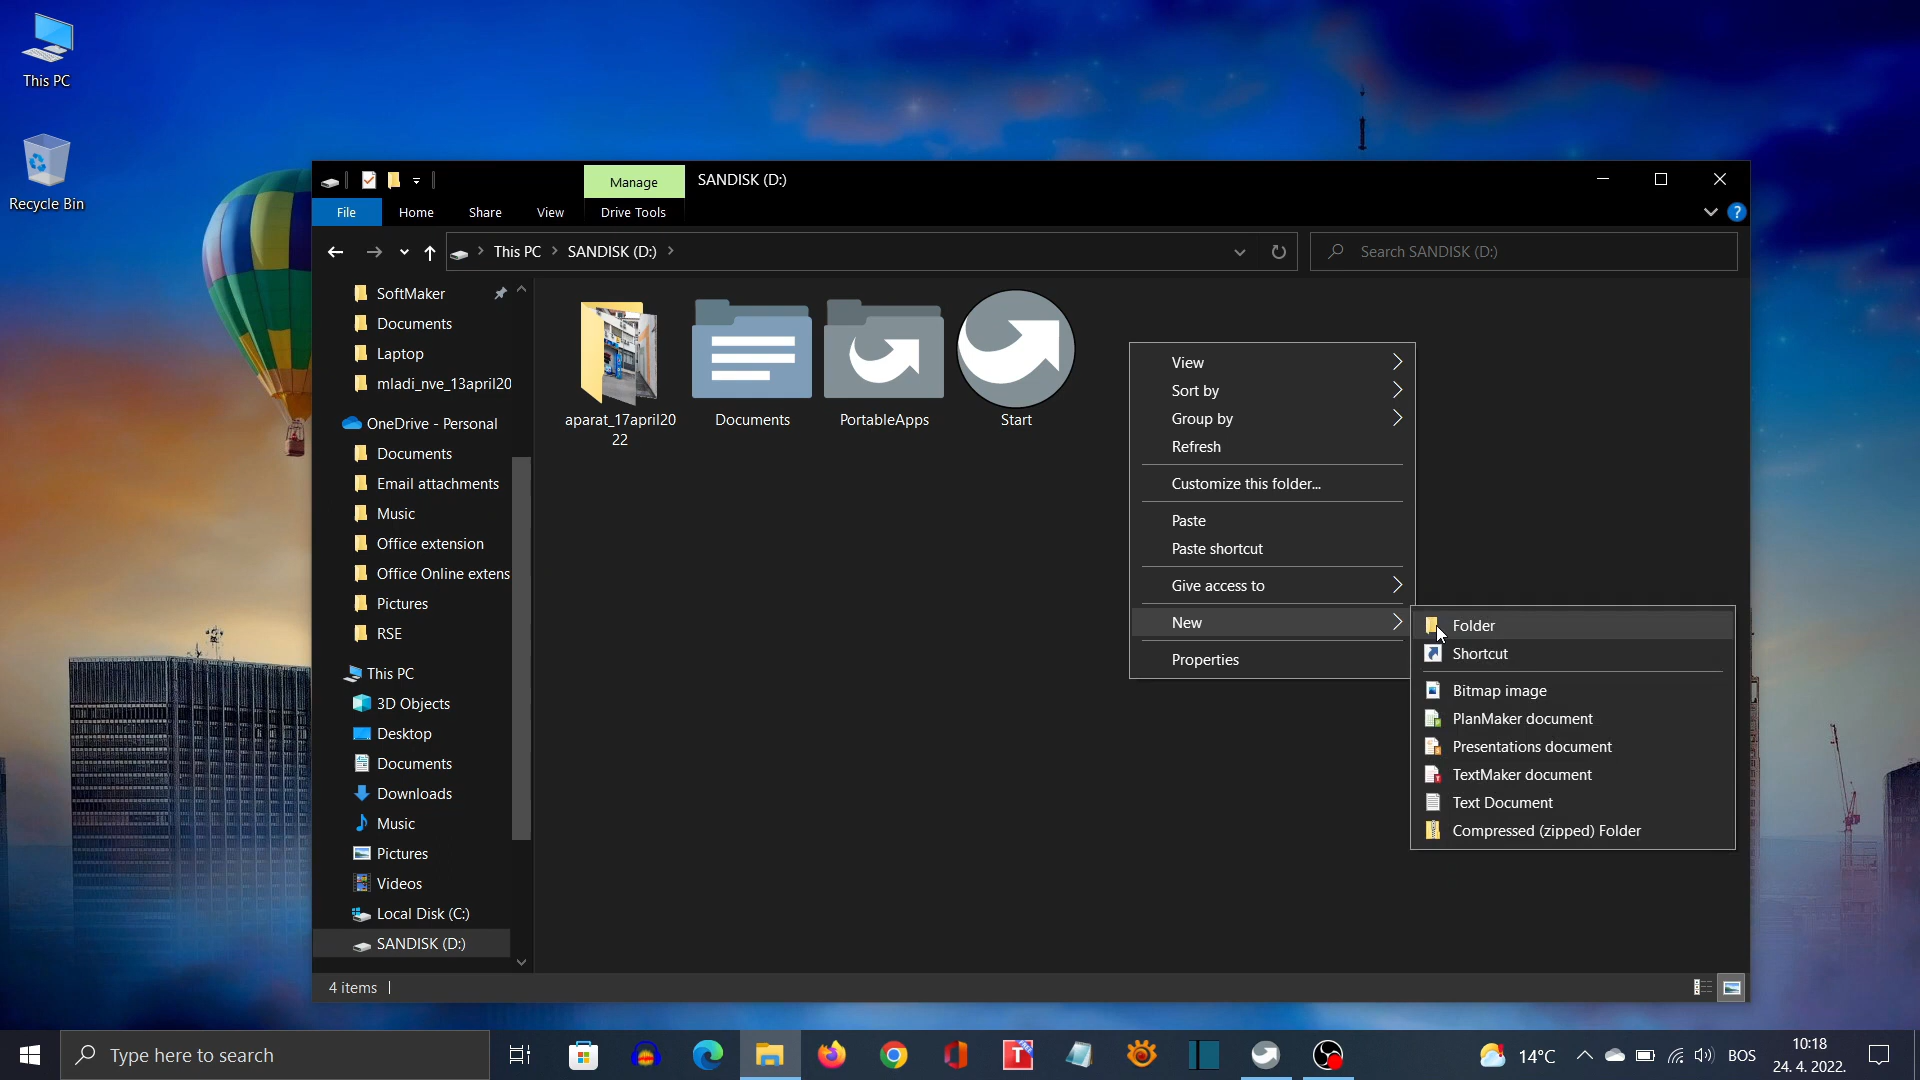 This PC
Recycle Bin
Manage
SANDISK (D:)
File
Home
Share
View
Drive Tools
?
This PC
SANDISK (D:)
Search SANDISK (D:)
SoftMaker
Documents
Laptop
mladi_nve_13april20
OneDrive - Personal
Documents
Email attachments
Music
Office extension
Office Online extens
Pictures
RSE
This PC
3D Objects
Desktop
Documents
Downloads
Music
Pictures
Videos
Local Disk (C:)
SANDISK (D:)
aparat_17april20
22
Documents
PortableApps
Start
View
Sort by
Group by
Refresh
Customize this folder...
Paste
Paste shortcut
Give access to
New
Properties
Folder
Shortcut
Bitmap image
PlanMaker document
Presentations document
TextMaker document
Text Document
Compressed (zipped) Folder
4 items
Type here to search
14°C
BOS
10:18
24. 4. 2022.